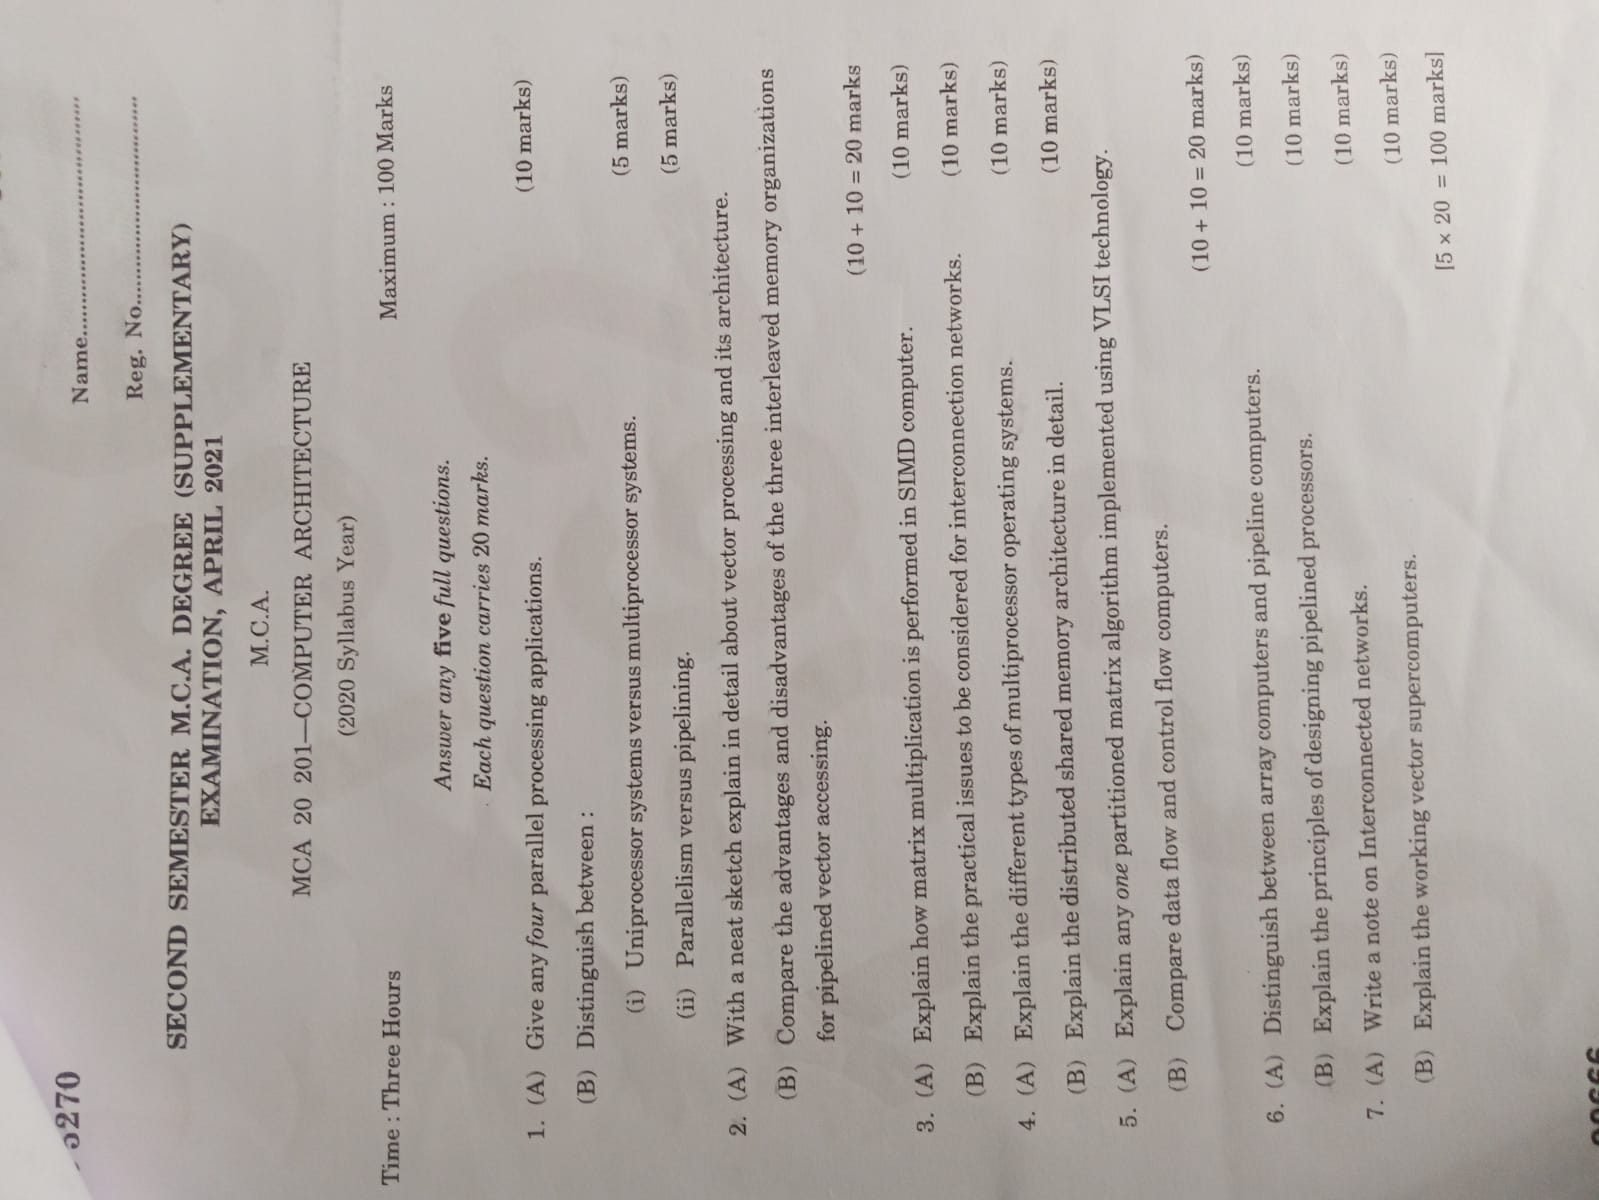 5270
Name.......................................
Reg. No...................................
SECOND SEMESTER M.C.A. DEGREE (SUPPLEMENTARY)
EXAMINATION, APRIL 2021
M.C.A.
MCA 20 201—COMPUTER ARCHITECTURE
(2020 Syllabus Year)
Time : Three Hours Maximum : 100 Marks
Answer any five full questions.
Each question carries 20 marks.
1. (A) Give any four parallel processing applications. (10 marks)
(B) Distinguish between :
(i) Uniprocessor systems versus multiprocessor systems. (5 marks)
(ii) Parallelism versus pipelining. (5 marks)
2. (A) With a neat sketch explain in detail about vector processing and its architecture.
(B) Compare the advantages and disadvantages of the three interleaved memory organizations
for pipelined vector accessing.
(10 + 10 = 20 marks
3. (A) Explain how matrix multiplication is performed in SIMD computer. (10 marks)
(B) Explain the practical issues to be considered for interconnection networks. (10 marks)
4. (A) Explain the different types of multiprocessor operating systems. (10 marks)
(B) Explain the distributed shared memory architecture in detail. (10 marks)
5. (A) Explain any one partitioned matrix algorithm implemented using VLSI technology.
(B) Compare data flow and control flow computers.
(10 + 10 = 20 marks)
6. (A) Distinguish between array computers and pipeline computers. (10 marks)
(B) Explain the principles of designing pipelined processors. (10 marks)
7. (A) Write a note on Interconnected networks. (10 marks)
(B) Explain the working vector supercomputers. (10 marks)
[5 × 20 = 100 marks]